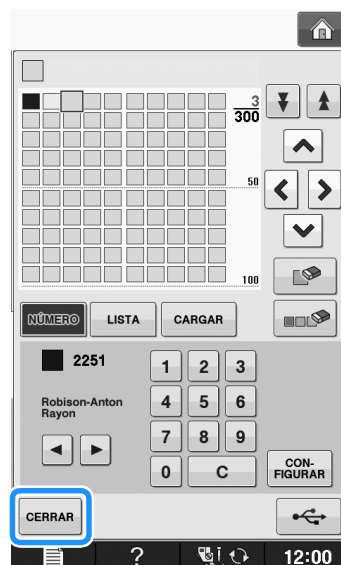 3
300
50
100
NÚMERO LISTA CARGAR
2251
Robison-Anton
Rayon
1 2 3
4 5 6
7 8 9
0 C
CON-
FIGURAR
CERRAR
? 12:00